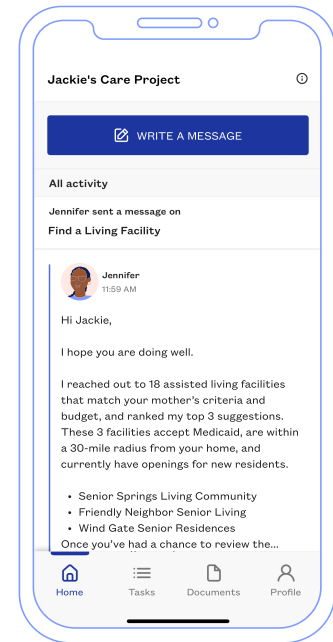 Jackie's Care Project
WRITE A MESSAGE
All activity
Jennifer sent a message on
Find a Living Facility
Jennifer
11:59 AM
Hi Jackie,
I hope you are doing well.
I reached out to 18 assisted living facilities
that match your mother's criteria and
budget, and ranked my top 3 suggestions.
These 3 facilities accept Medicaid, are within
a 30-mile radius from your home, and
currently have openings for new residents.
• Senior Springs Living Community
• Friendly Neighbor Senior Living
• Wind Gate Senior Residences
Once you've had a chance to review the...
Home
Tasks
Documents
Profile